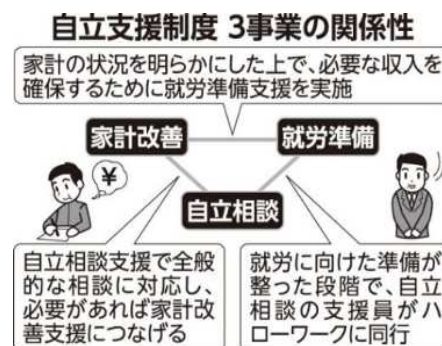 自立支援制度 3事業の関係性
家計の状況を明らかにした上で、必要な収入を
確保するために就労準備支援を実施
家計改善
就労準備
¥
自立相談
自立相談支援で全般
的な相談に対応し、
必要があれば家計改
善支援につなげる
就労に向けた準備が
整った段階で、自立
相談の支援員がハ
ローワークに同行